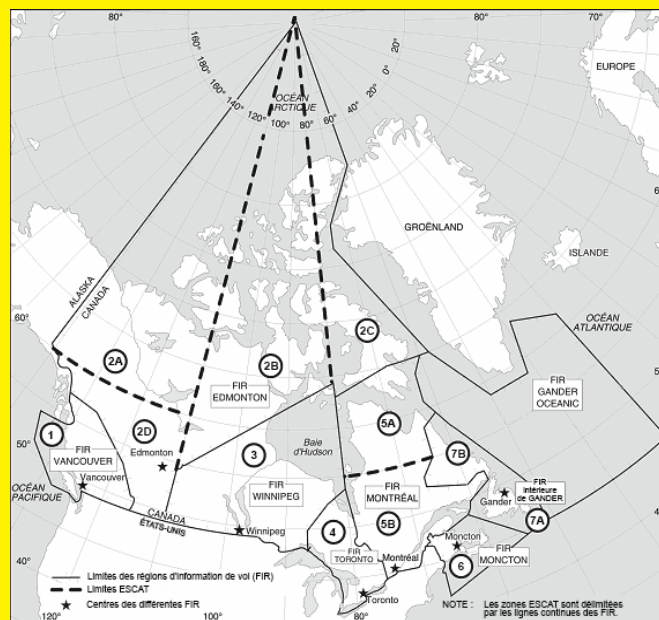 80°
80°
70°
160°
160°
140°
120°
100°
80°
60°
40°
20°
0°
20°
OCÉAN
ARCTIQUE
EUROPE
GROËNLAND
ISLANDE
ALASKA
CANADA
60°
OCÉAN
ATLANTIQUE
2A
2B
2C
FIR
EDMONTON
FIR
GANDER
OCEANIC
50°
1
2D
Edmonton
FIR
VANCOUVER
Vancouver
3
Baie
d'Hudson
5A
7B
OCÉAN
PACIFIQUE
FIR
WINNIPEG
FIR
MONTRÉAL
Gander
FIR
intérieure
de GANDER
7A
CANADA
ÉTATS-UNIS
Winnipeg
4
5B
FIR
TORONTO
Montréal
Moncton
FIR
MONCTON
6
40°
Toronto
Limites des régions d'information de vol (FIR)
Limites ESCAT
Centres des différentes FIR
NOTE : Les zones ESCAT sont délimitées
par les lignes continues des FIR.
120°
100°
80°